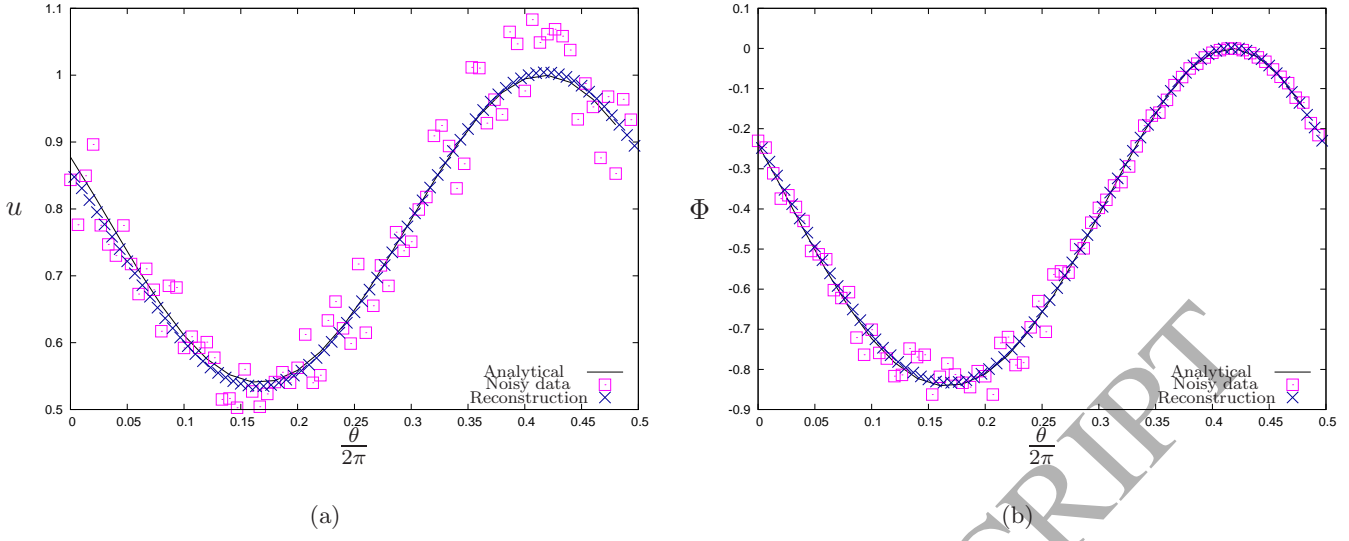 1.1
1
0.9
0.8
0.7
0.6
0.5
u
0
0.05
0.1
0.15
0.2
0.25
0.3
0.35
0.4
0.45
0.5
θ
2π
Analytical
Noisy data
Reconstruction
(a)
0.1
0
-0.1
-0.2
-0.3
-0.4
-0.5
-0.6
-0.7
-0.8
-0.9
Φ
0
0.05
0.1
0.15
0.2
0.25
0.3
0.35
0.4
0.45
0.5
θ
2π
Analytical
Noisy data
Reconstruction
(b)
CRIPT